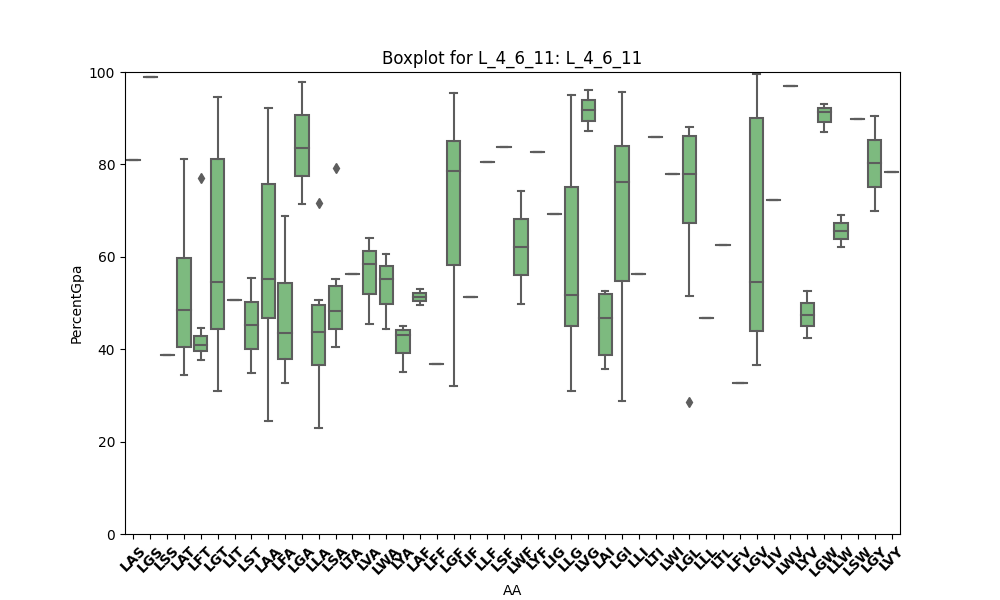 Boxplot for L_4_6_11: L_4_6_11
100
80
60
40
20
0
PercentGpa
LAS LGS LSS LAT LFT LGT LIT LST LAA LFA LGA LLA LSA LTA LVA LWA LYA LAF LFF LGF LIF LLF LSF LWF LYF LIG LLG LVG LAI LGI LLI LTI LWI LGL LLL LTL LFV LGV LIV LWV LYV LGW LLW LSW LGY LVY
AA